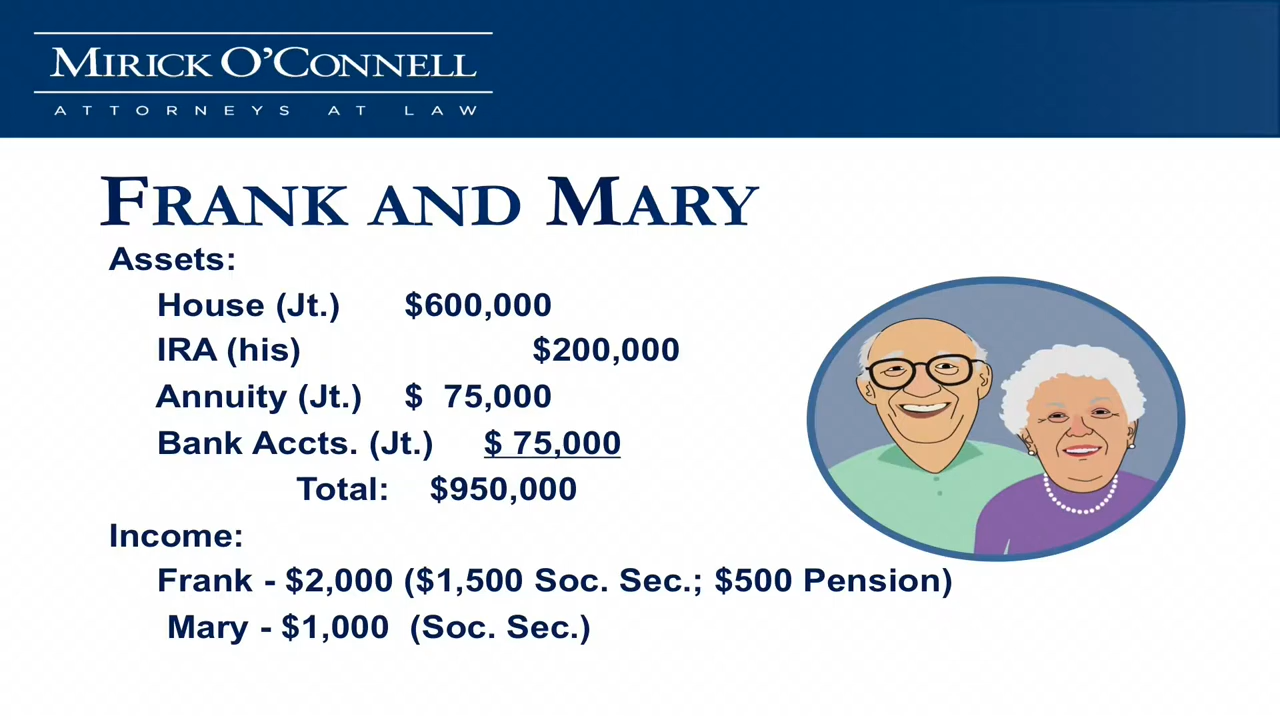 MIRICK O'CONNELL
ATTORNEYS AT LAW
FRANK AND MARY
Assets:
House (Jt.) $600,000
IRA (his) $200,000
Annuity (Jt.) $ 75,000
Bank Accts. (Jt.) $ 75,000
Total: $950,000
Income:
Frank - $2,000 ($1,500 Soc. Sec.; $500 Pension)
Mary - $1,000 (Soc. Sec.)